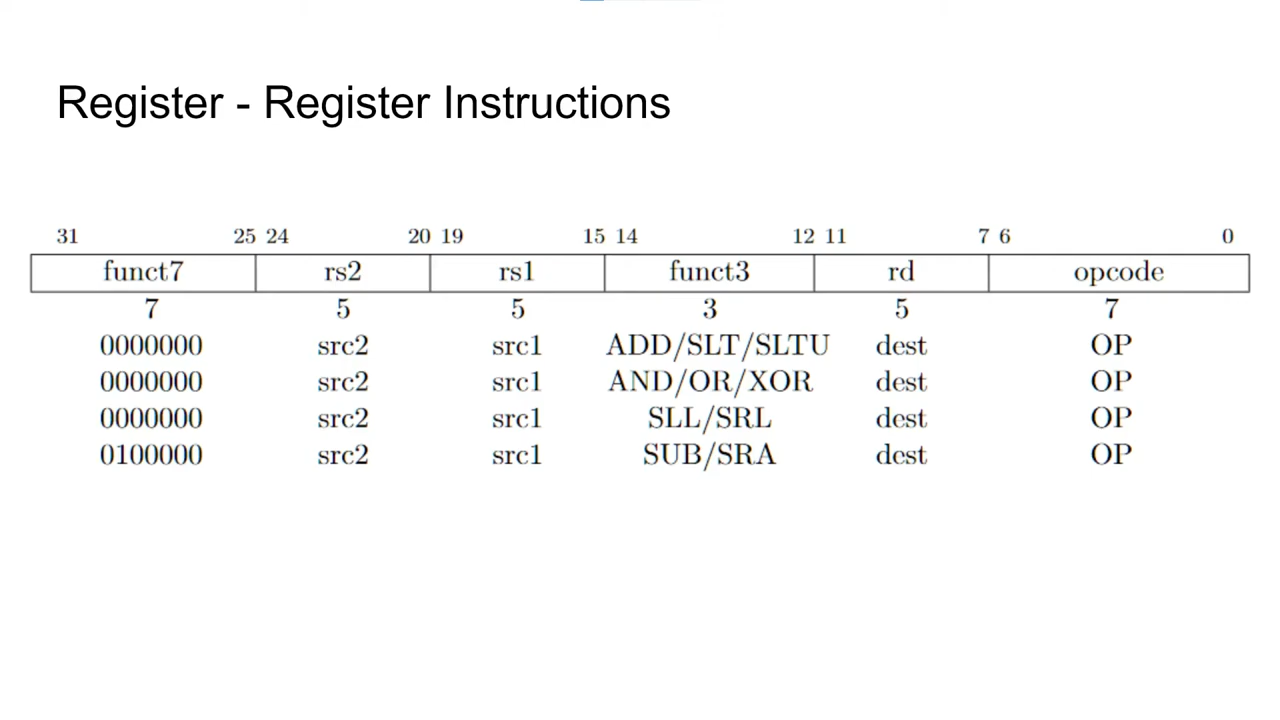 Register - Register Instructions
31 25 24 20 19 15 14 12 11 7 6 0
funct7 rs2 rs1 funct3 rd opcode
7 5 5 3 5 7
0000000 src2 src1 ADD/SLT/SLTU dest OP
0000000 src2 src1 AND/OR/XOR dest OP
0000000 src2 src1 SLL/SRL dest OP
0100000 src2 src1 SUB/SRA dest OP